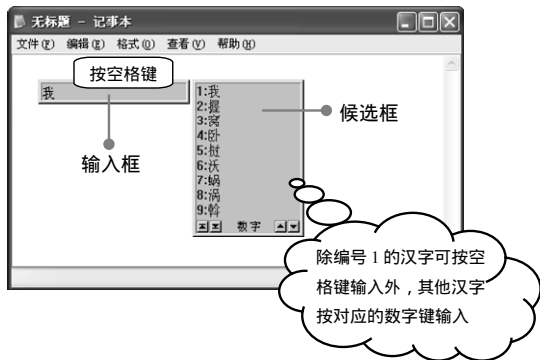 无标题 - 记事本
文件(F) 编辑(E) 格式(O) 查看(V) 帮助(H)
按空格键
我
1:我
2:握
3:窝
4:卧
5:挝
6:沃
7:蜗
8:涡
9:斡
数字
候选框
输入框
除编号 1 的汉字可按空
格键输入外，其他汉字
按对应的数字键输入